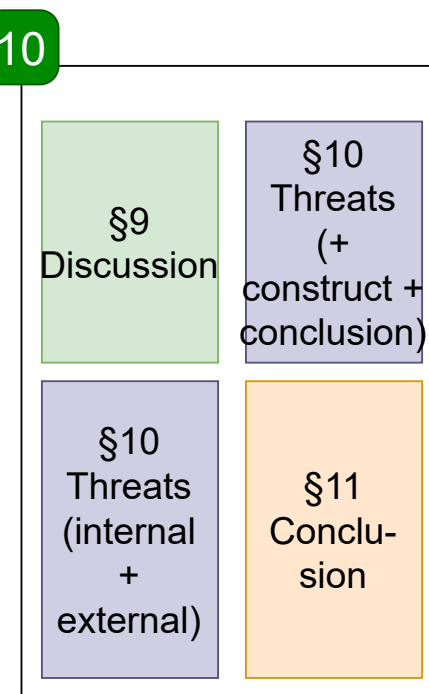 10
§9
Discussion
§10
Threats
(+
construct +
conclusion)
§10
Threats
(internal
+
external)
§11
Conclu-
sion